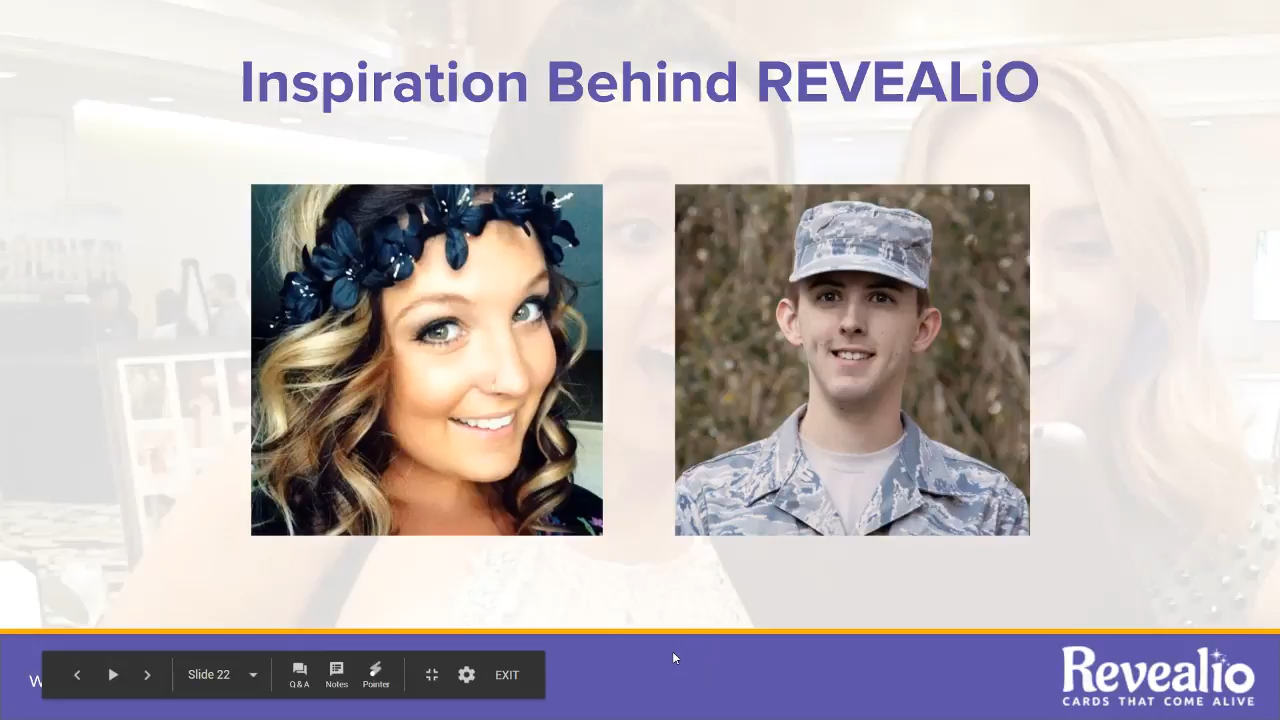 Inspiration Behind REVEALiO
W
Slide 22
Q & A
Notes
Pointer
EXIT
Revealio
CARDS THAT COME ALIVE